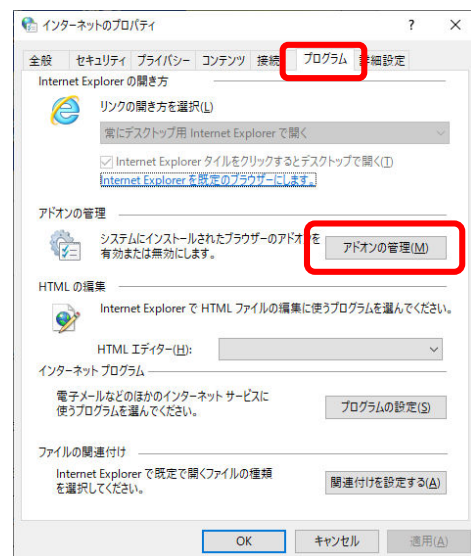 インターネットのプロパティ ? ×
全般 セキュリティ プライバシー コンテンツ 接続 プログラム 詳細設定
Internet Explorer の開き方
リンクの開き方を選択(L)
常にデスクトップ用 Internet Explorer で開く
Internet Explorer タイルをクリックするとデスクトップで開く(T)
Internet Explorer を既定のブラウザーにします。
アドオンの管理
システムにインストールされたブラウザーのアドオンを
有効または無効にします。
アドオンの管理(M)
HTML の編集
Internet Explorer で HTML ファイルの編集に使うプログラムを選んでください。
HTML エディター(H):
インターネット プログラム
電子メールなどのほかのインターネット サービスに
使うプログラムを選んでください。
プログラムの設定(S)
ファイルの関連付け
Internet Explorer で既定で開くファイルの種類
を選択してください。
関連付けを設定する(A)
OK キャンセル 適用(A)